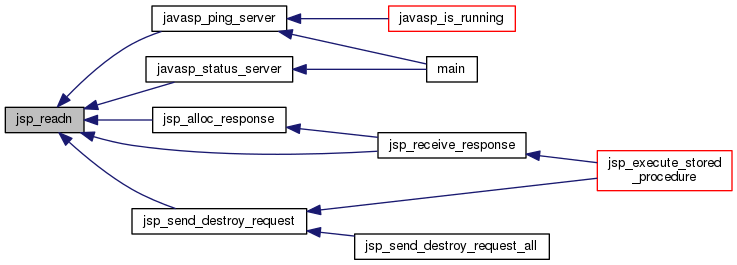 javasp_ping_server
javasp_is_running
javasp_status_server
main
jsp_readn
jsp_alloc_response
jsp_receive_response
jsp_execute_stored
_procedure
jsp_send_destroy_request
jsp_send_destroy_request_all